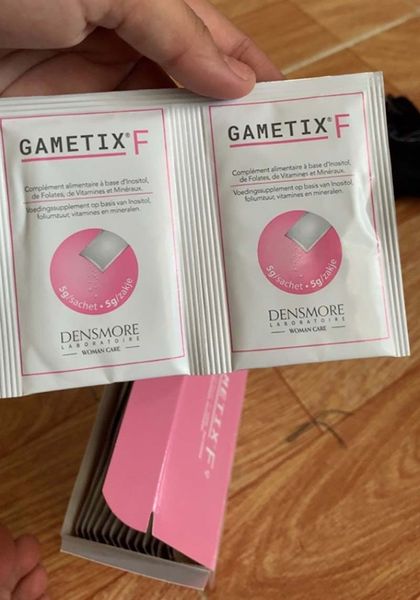 GAMETIX® F
Complément alimentaire à base d'Inositol,
de Folates, de Vitamines et Minéraux.
Voedingssupplement op basis van Inositol,
foliumzuur, vitamines en mineralen.
5g/sachet • 5g/zakje
DENSMORE
LABORATOIRE
WOMAN CARE
GAMETIX® F
Complément alimentaire à base d'Inositol,
de Folates, de Vitamines et Minéraux.
Voedingssupplement op basis van Inositol,
foliumzuur, vitamines en mineralen.
5g/sachet • 5g/zakje
DENSMORE
LABORATOIRE
WOMAN CARE
GAMETIX F®